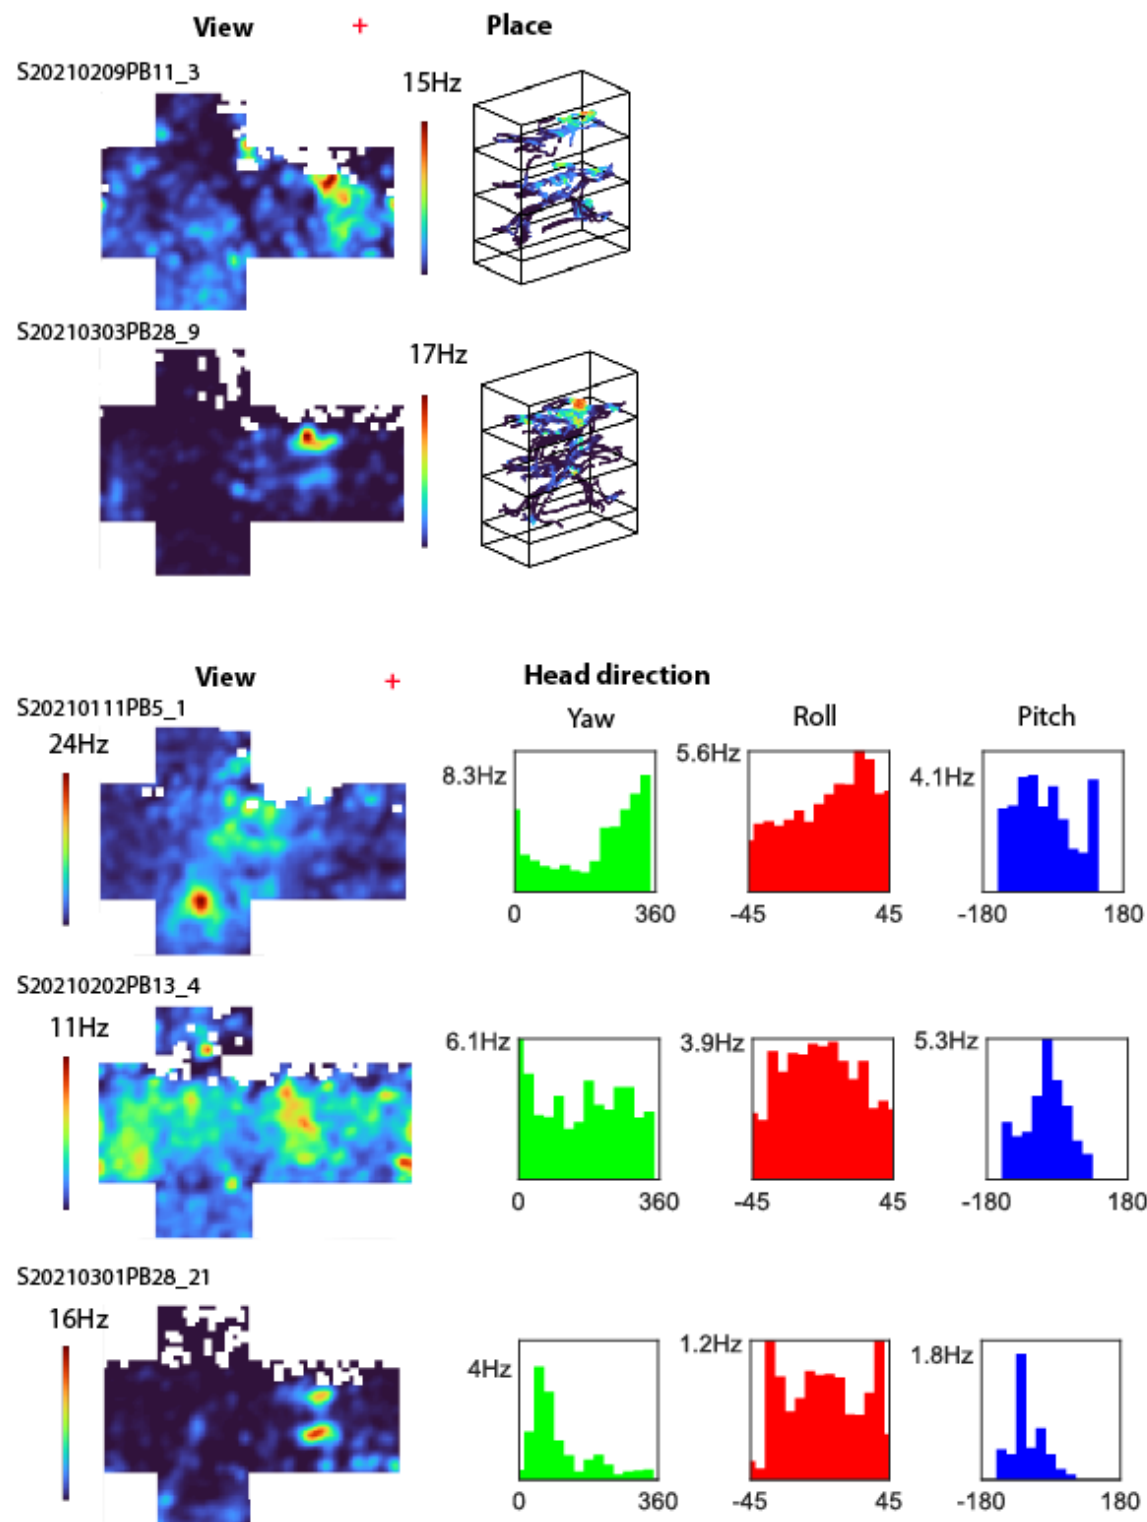 View + Place
S20210209PB11_3
15Hz
S20210303PB28_9
17Hz
View + Head direction
S20210111PB5_1
Yaw Roll Pitch
24Hz
8.3Hz 5.6Hz 4.1Hz
0 360 -45 45 -180 180
S20210202PB13_4
11Hz
6.1Hz 3.9Hz 5.3Hz
0 360 -45 45 -180 180
S20210301PB28_21
16Hz
4Hz 1.2Hz 1.8Hz
0 360 -45 45 -180 180